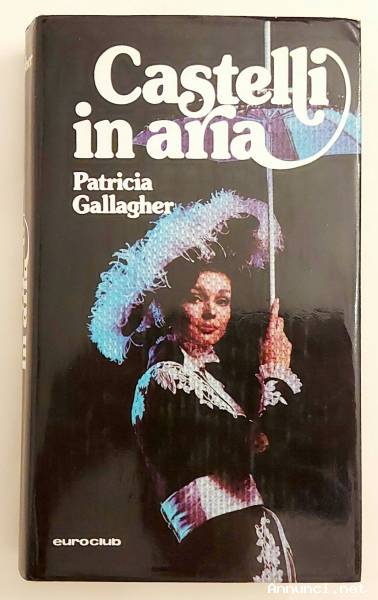 Castelli
in aria
Patricia
Gallagher
euroclub
Annunci.net